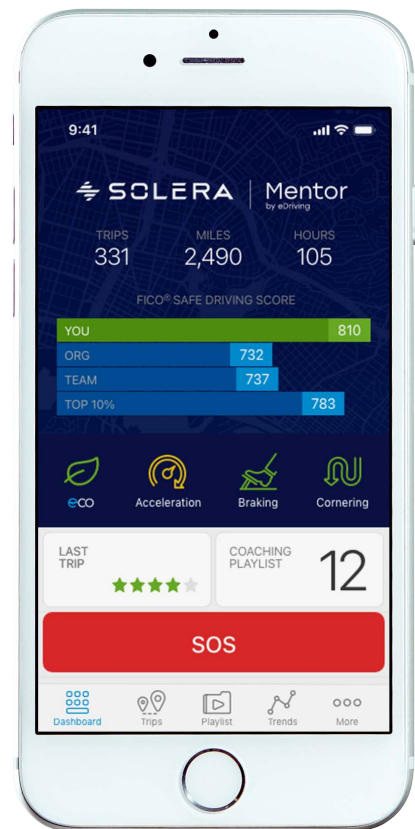 9:41
SOLERA Mentor
by eDriving
TRIPS MILES HOURS
331 2,490 105
FICO® SAFE DRIVING SCORE
YOU 810
ORG 732
TEAM 737
TOP 10% 783
eco Acceleration Braking Cornering
LAST
TRIP
COACHING
PLAYLIST
12
SOS
Dashboard Trips Playlist Trends More